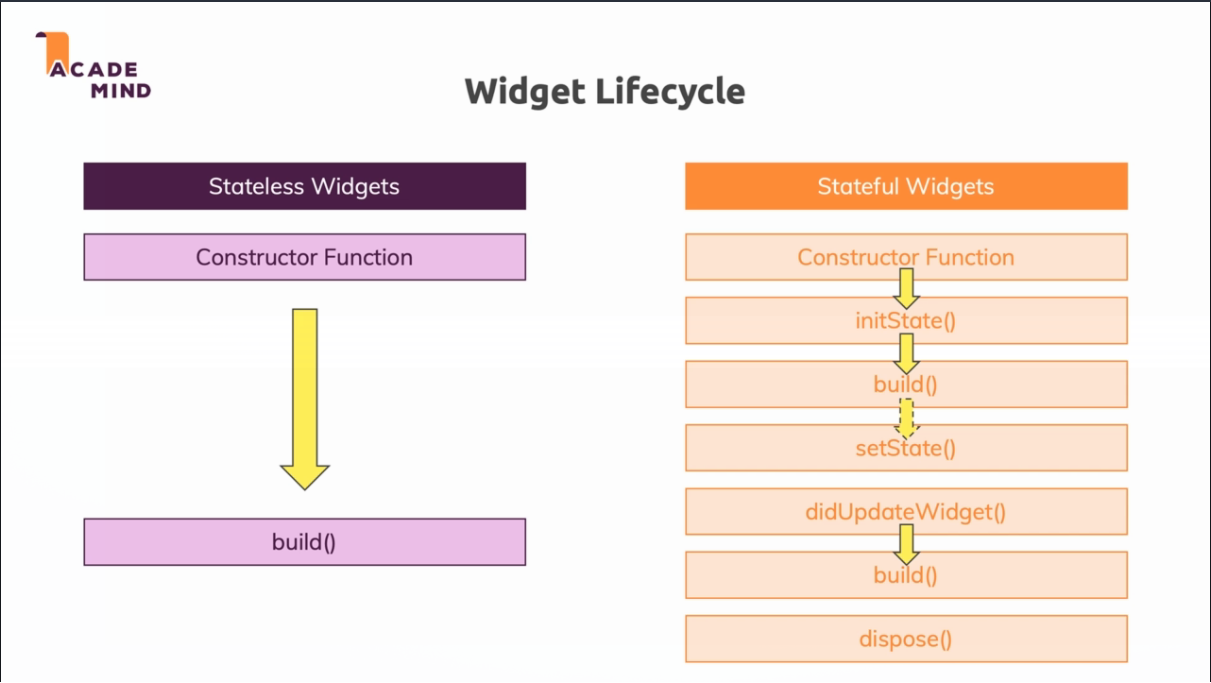 ACADE
MIND
Widget Lifecycle
Stateless Widgets
Constructor Function
build()
Stateful Widgets
Constructor Function
initState()
build()
setState()
didUpdateWidget()
build()
dispose()